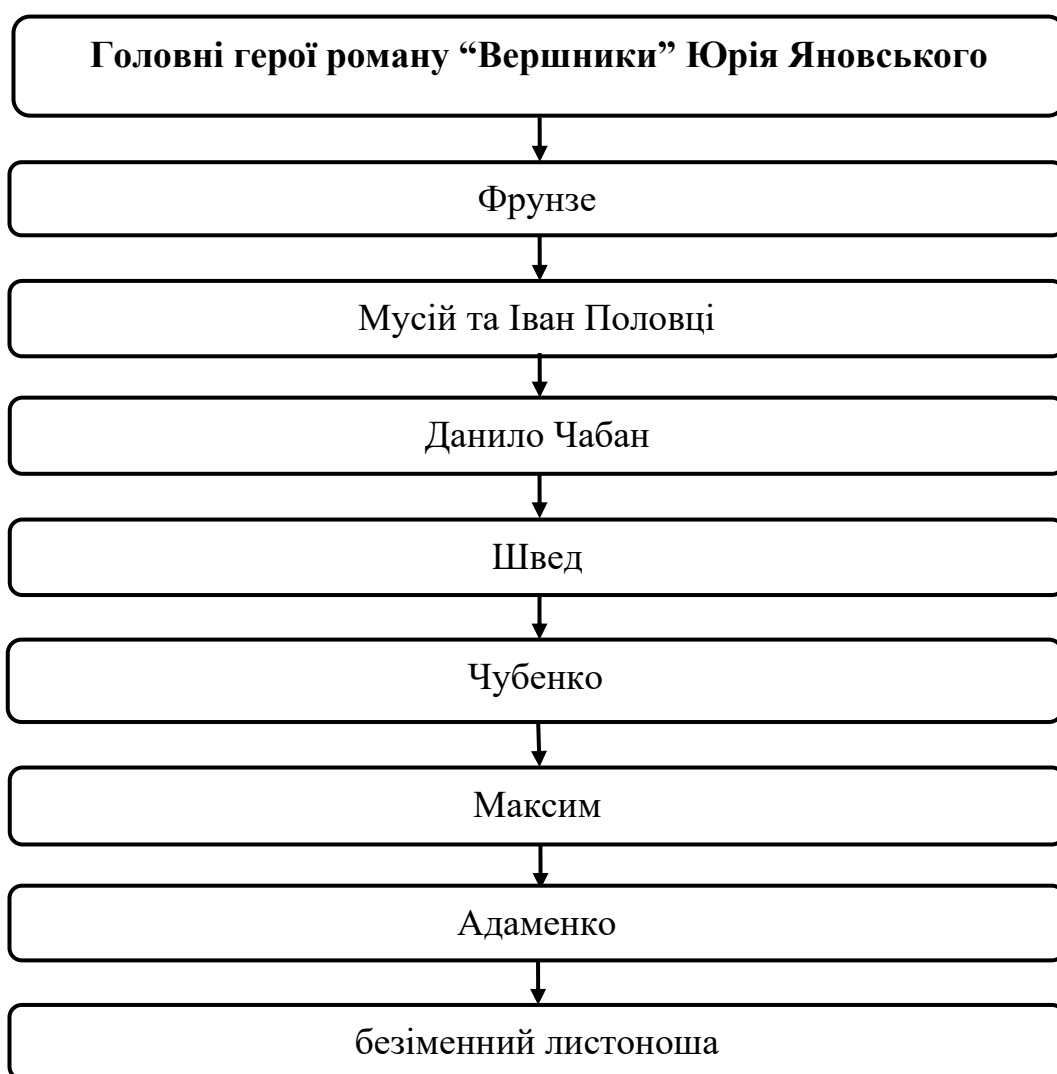 Головні герої роману “Вершники” Юрія Яновського
Фрунзе
Мусій та Іван Половці
Данило Чабан
Швед
Чубенко
Максим
Адаменко
безіменний листоноша